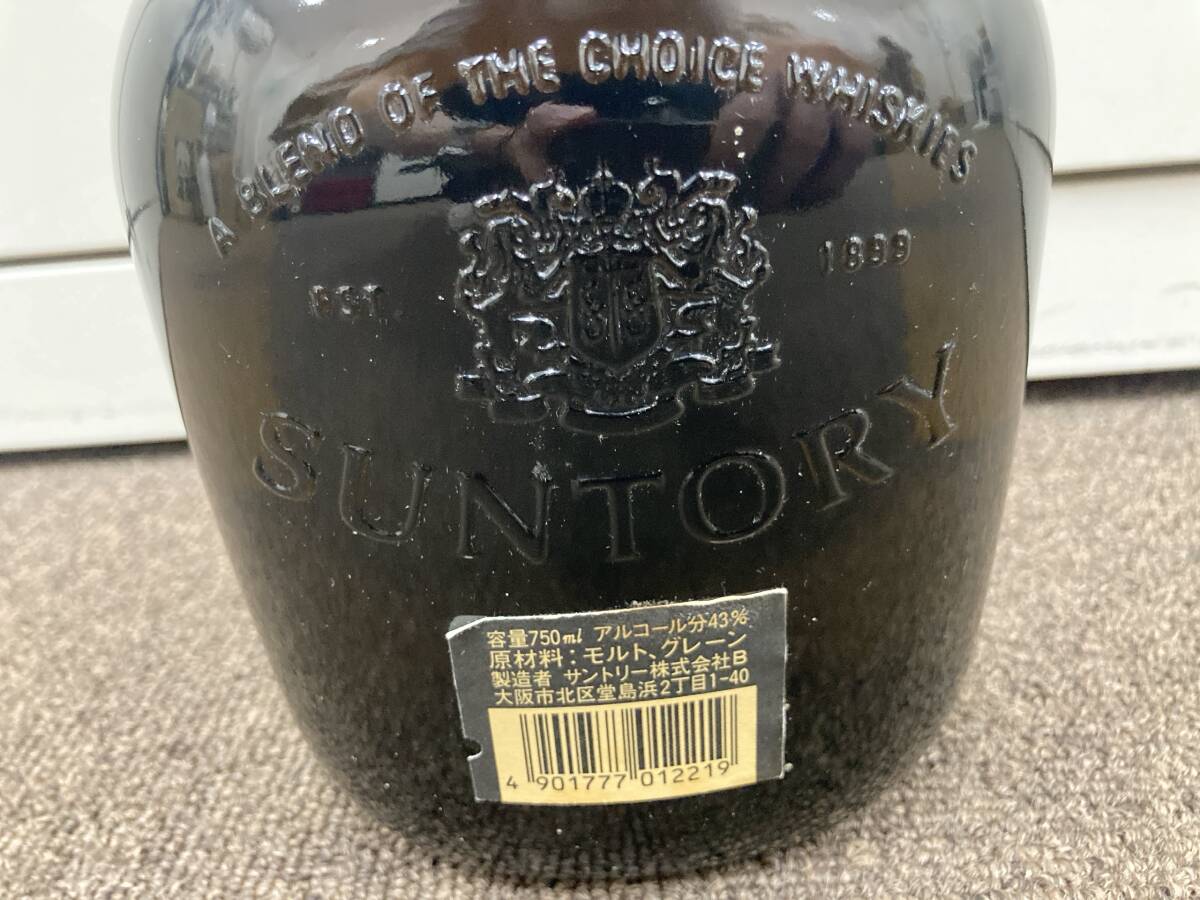 A BLEND OF THE CHOICE WHISKIES
EST. 1899
SUNTORY
容量750ml アルコール分43%
原材料:モルト、グレーン
製造者 サントリー株式会社B
大阪市北区堂島浜2丁目1-40
4 901777 012219